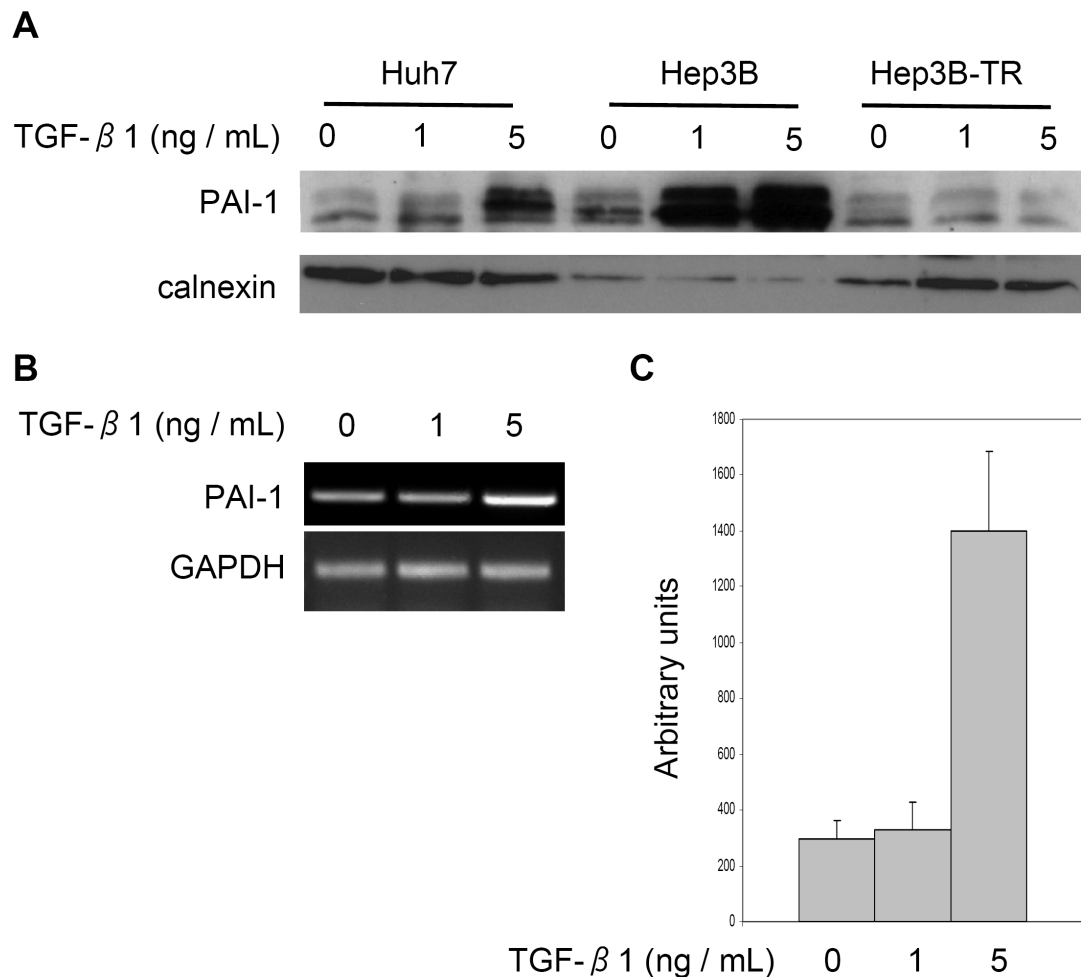 A
Huh7 Hep3B Hep3B-TR
TGF-β1 (ng / mL) 0 1 5 0 1 5 0 1 5
PAI-1
calnexin
B
TGF-β1 (ng / mL) 0 1 5
PAI-1
GAPDH
C
1800
1600
1400
1200
1000
800
600
400
200
0
Arbitrary units
TGF-β1 (ng / mL) 0 1 5